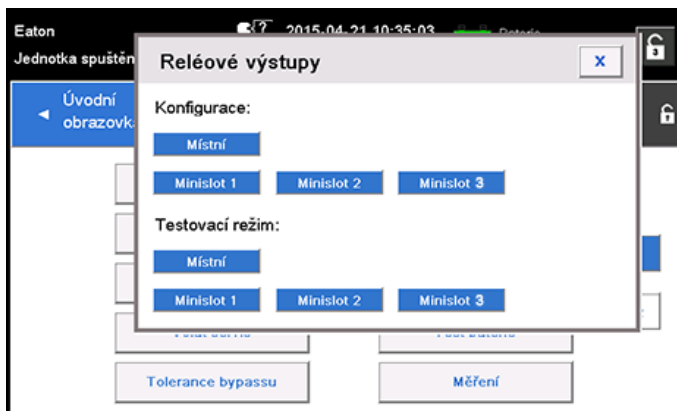 Eaton
2015-04-21 10:35:03
Jednotka spuštěn
Reléové výstupy
x
3
Úvodní
obrazovk
Konfigurace:
Místní
Minislot 1 Minislot 2 Minislot 3
Testovací režim:
Místní
Minislot 1 Minislot 2 Minislot 3
Tolerance bypassu
Měření